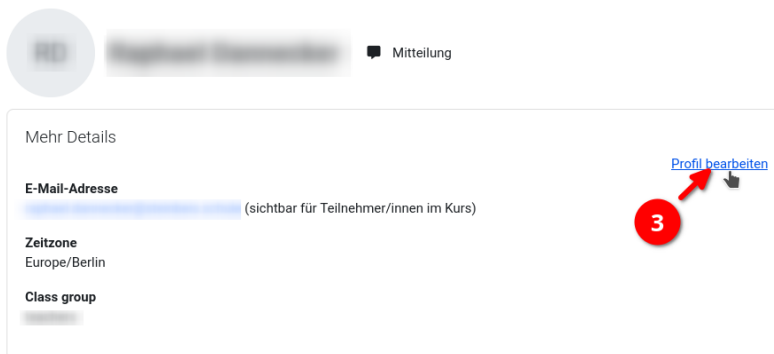 Mitteilung
Mehr Details
Profil bearbeiten
E-Mail-Adresse
(sichtbar für Teilnehmer/innen im Kurs)
3
Zeitzone
Europe/Berlin
Class group